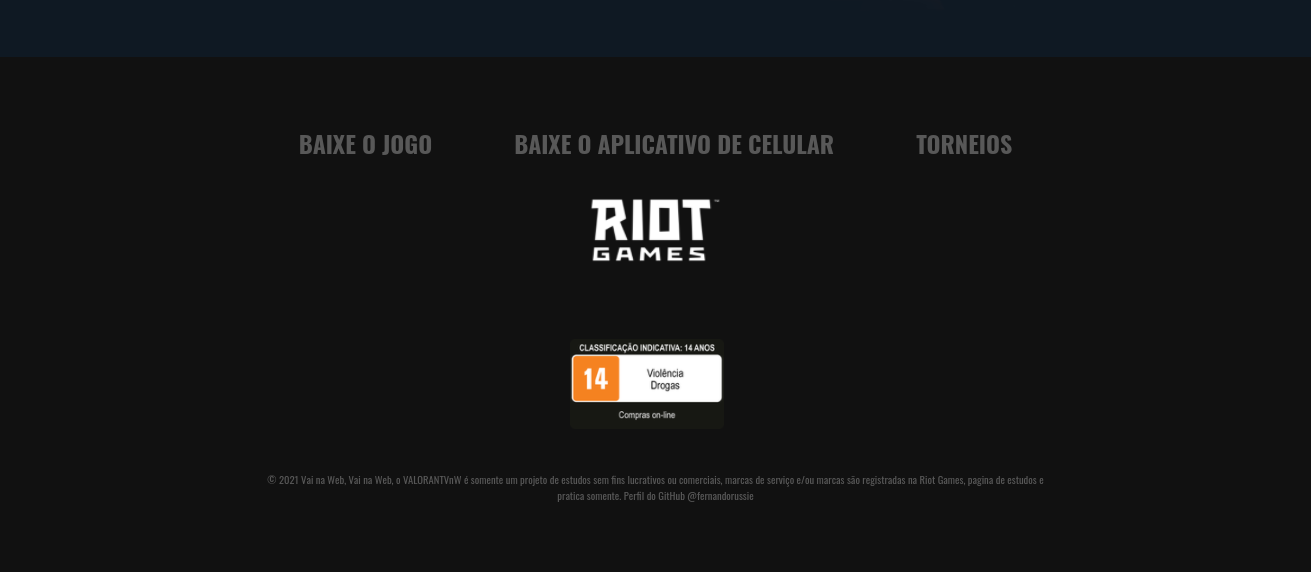 BAIXE O JOGO BAIXE O APLICATIVO DE CELULAR TORNEIOS
RIOT™
GAMES
CLASSIFICAÇÃO INDICATIVA: 14 ANOS
14 Violência
Drogas
Compras on-line
© 2021 Vai na Web, Vai na Web, o VALORANTVnW é somente um projeto de estudos sem fins lucrativos ou comerciais, marcas de serviço e/ou marcas são registradas na Riot Games, pagina de estudos e
pratica somente. Perfil do GitHub @fernandorussie